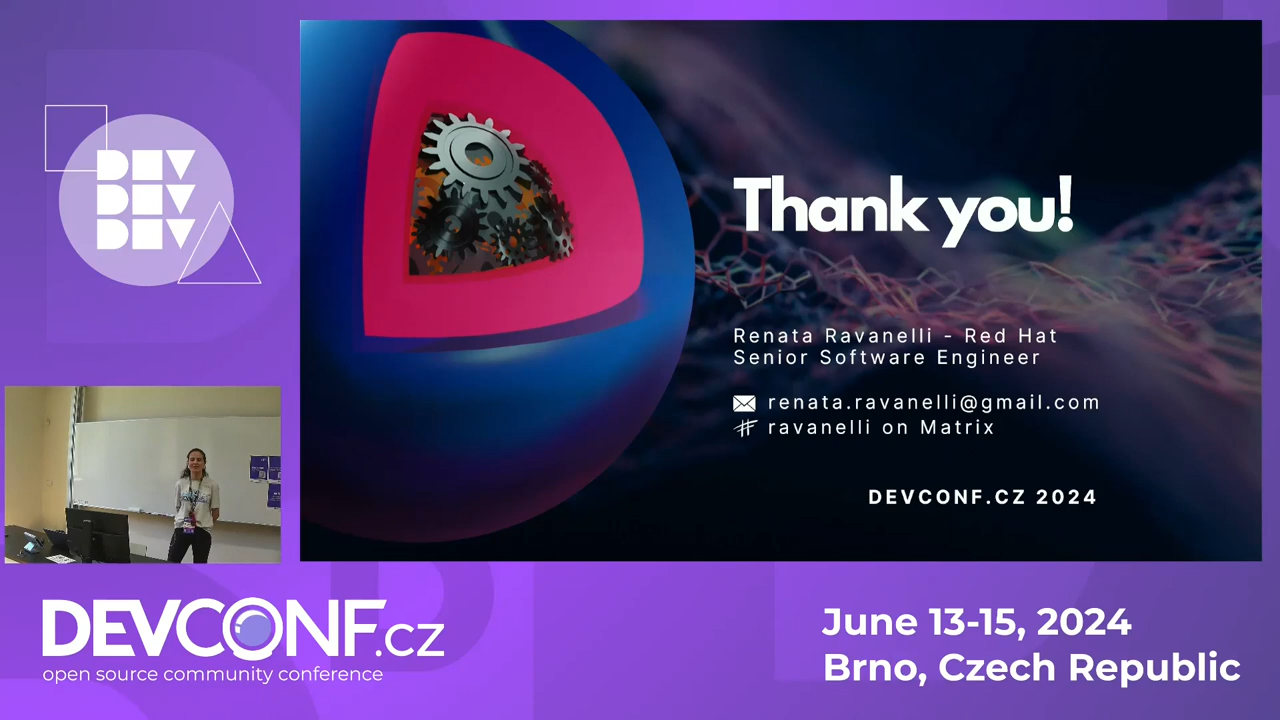 DEV
DEV
DEV
Thank you!
Renata Ravanelli - Red Hat
Senior Software Engineer
renata.ravanelli@gmail.com
ravanelli on Matrix
DEVCONF.CZ 2024
DEVCONF.cz
open source community conference
June 13-15, 2024
Brno, Czech Republic